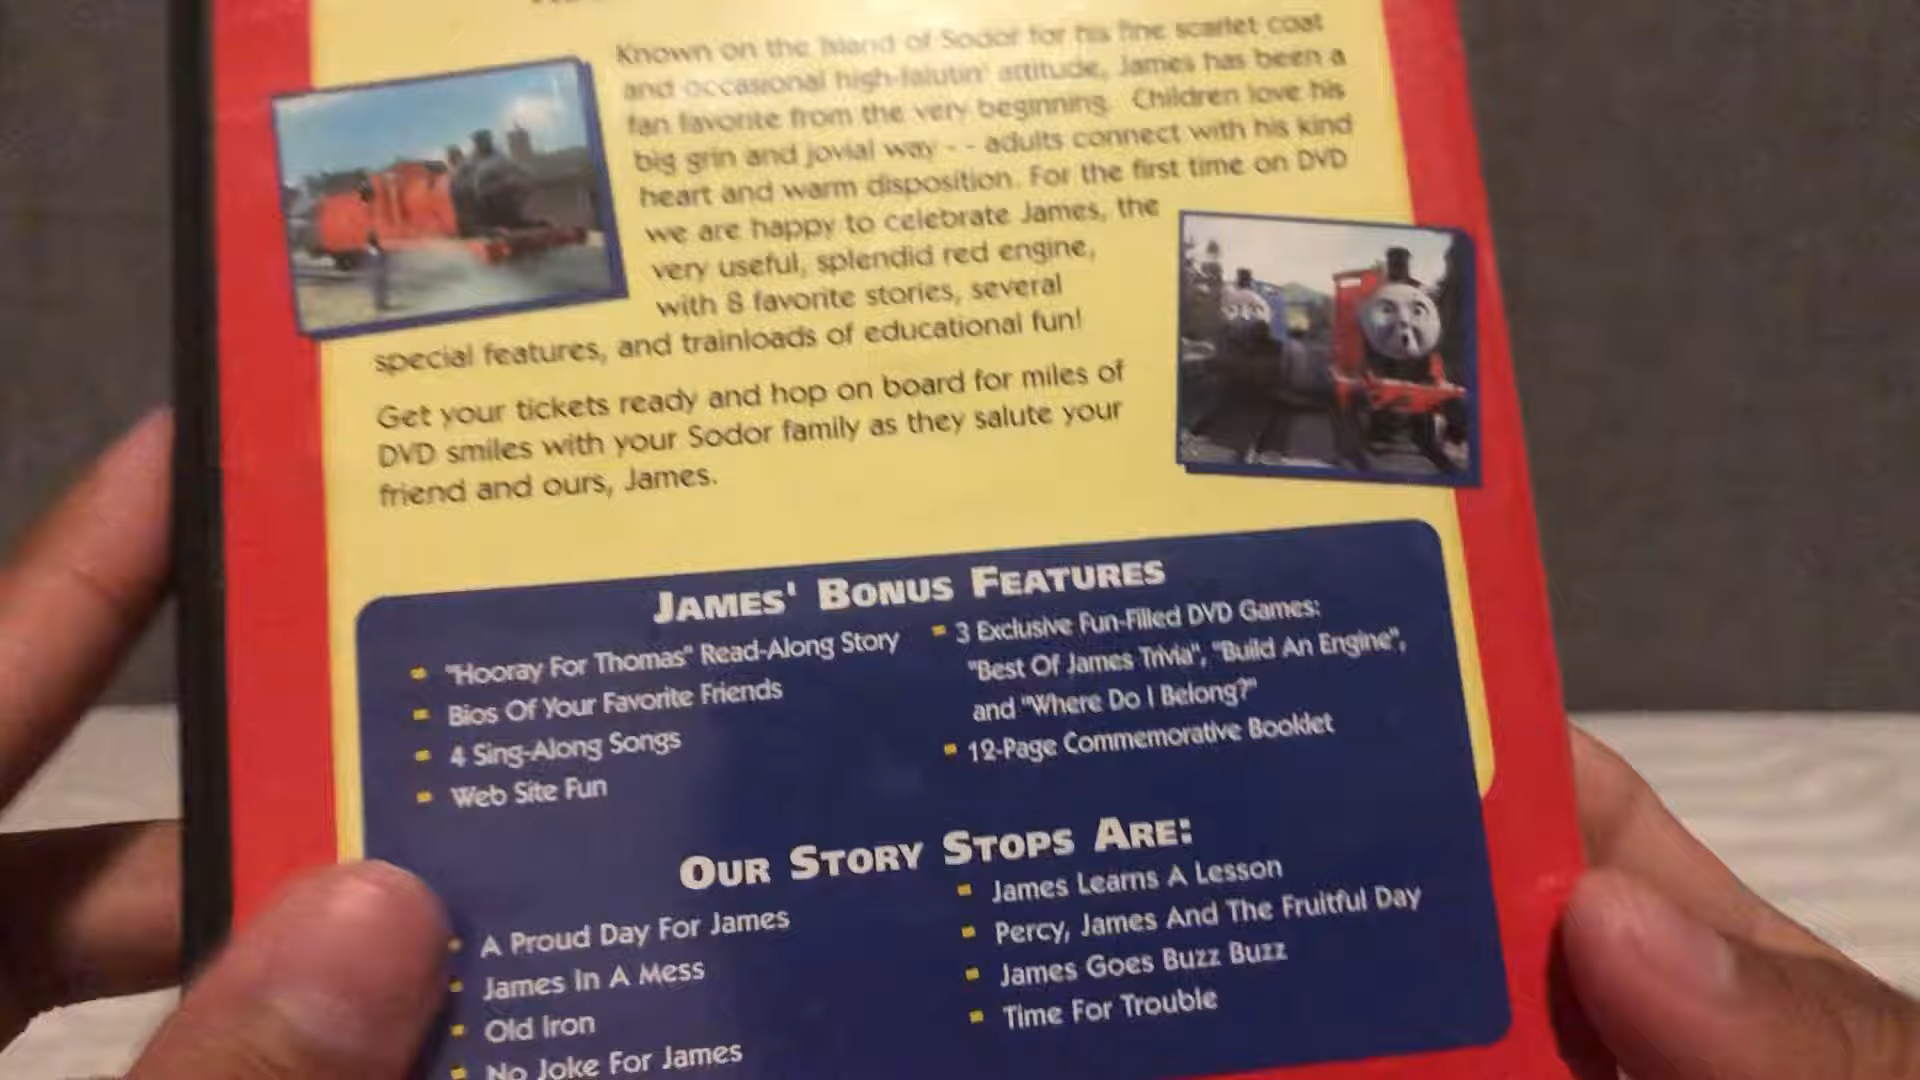 Known on the Island of Sodor for his fine scarlet coat
and occasional high-falutin' attitude, James has been a
fan favorite from the very beginning. Children love his
big grin and jovial way - - adults connect with his kind
heart and warm disposition. For the first time on DVD
we are happy to celebrate James, the
very useful, splendid red engine,
with 8 favorite stories, several
special features, and trainloads of educational fun!
Get your tickets ready and hop on board for miles of
DVD smiles with your Sodor family as they salute your
friend and ours, James.
JAMES' BONUS FEATURES
"Hooray For Thomas" Read-Along Story
Bios Of Your Favorite Friends
4 Sing-Along Songs
Web Site Fun
3 Exclusive Fun-Filled DVD Games:
"Best Of James Trivia", "Build An Engine",
and "Where Do I Belong?"
12-Page Commemorative Booklet
OUR STORY STOPS ARE:
A Proud Day For James
James In A Mess
Old Iron
No Joke For James
James Learns A Lesson
Percy, James And The Fruitful Day
James Goes Buzz Buzz
Time For Trouble